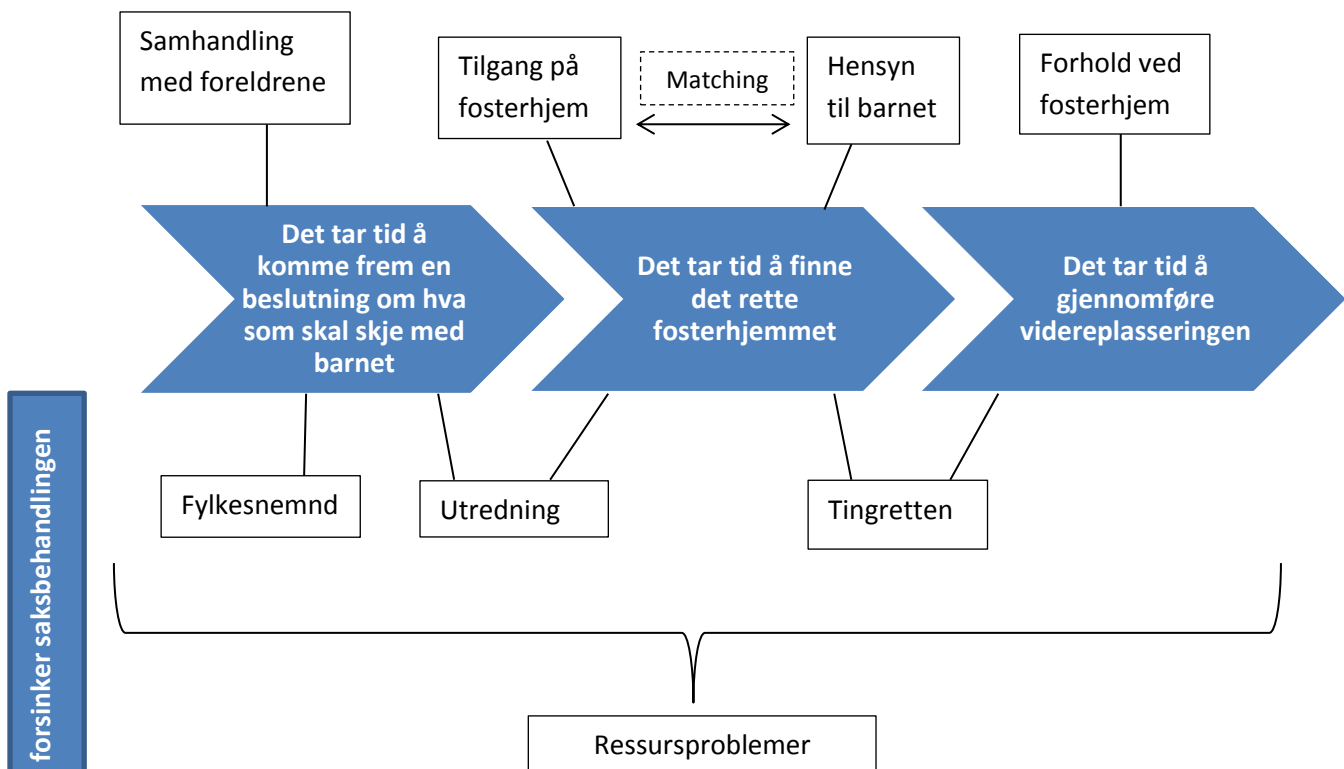 Samhandling
med foreldrene
Tilgang på
fosterhjem
Matching
Hensyn
til barnet
Forhold ved
fosterhjem
Det tar tid å
komme frem en
beslutning om hva
som skal skje med
barnet
Det tar tid å finne
det rette
fosterhjemmet
Det tar tid å
gjennomføre
videreplasseringen
forsinker saksbehandlingen
Fylkesnemnd
Utredning
Tingretten
Ressursproblemer